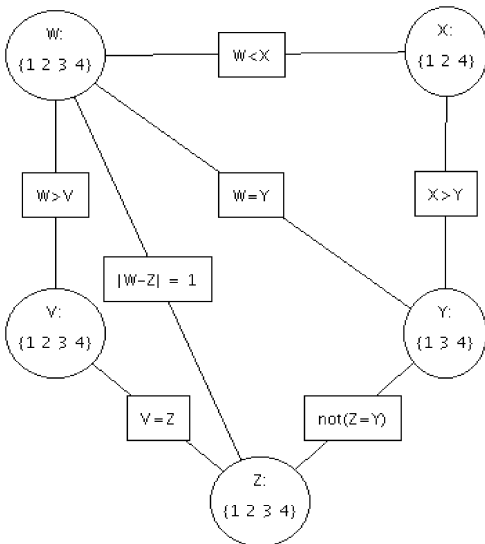 W:
{1 2 3 4}
W<X
X:
{1 2 4}
W>V
W=Y
X>Y
|W-Z| = 1
V:
{1 2 3 4}
Y:
{1 3 4}
V=Z
not(Z=Y)
Z:
{1 2 3 4}